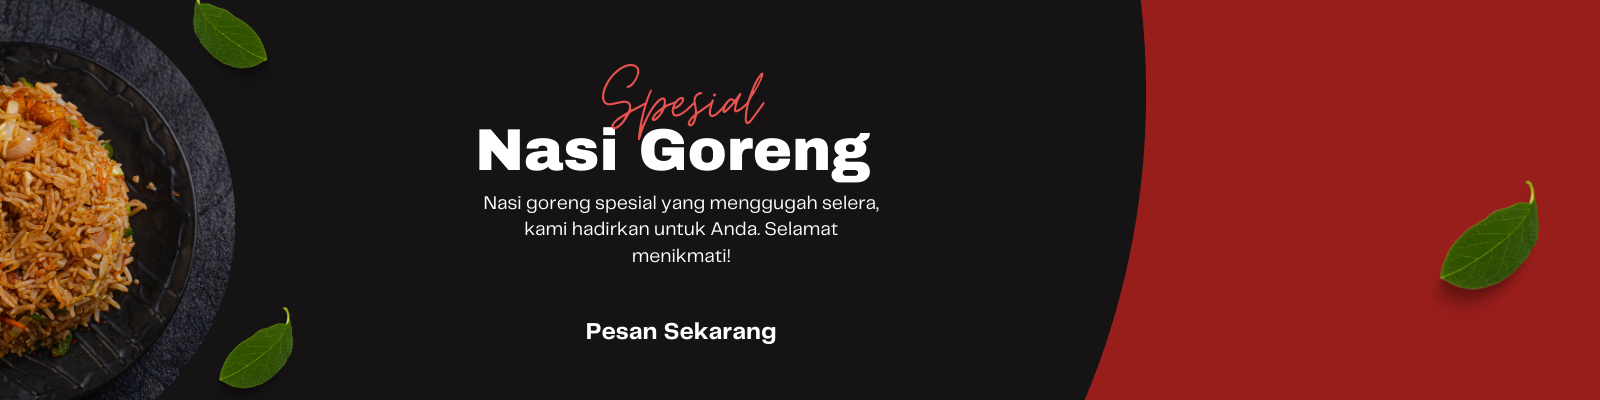 Spesial
Nasi Goreng
Nasi goreng spesial yang menggugah selera,
kami hadirkan untuk Anda. Selamat
menikmati!
Pesan Sekarang